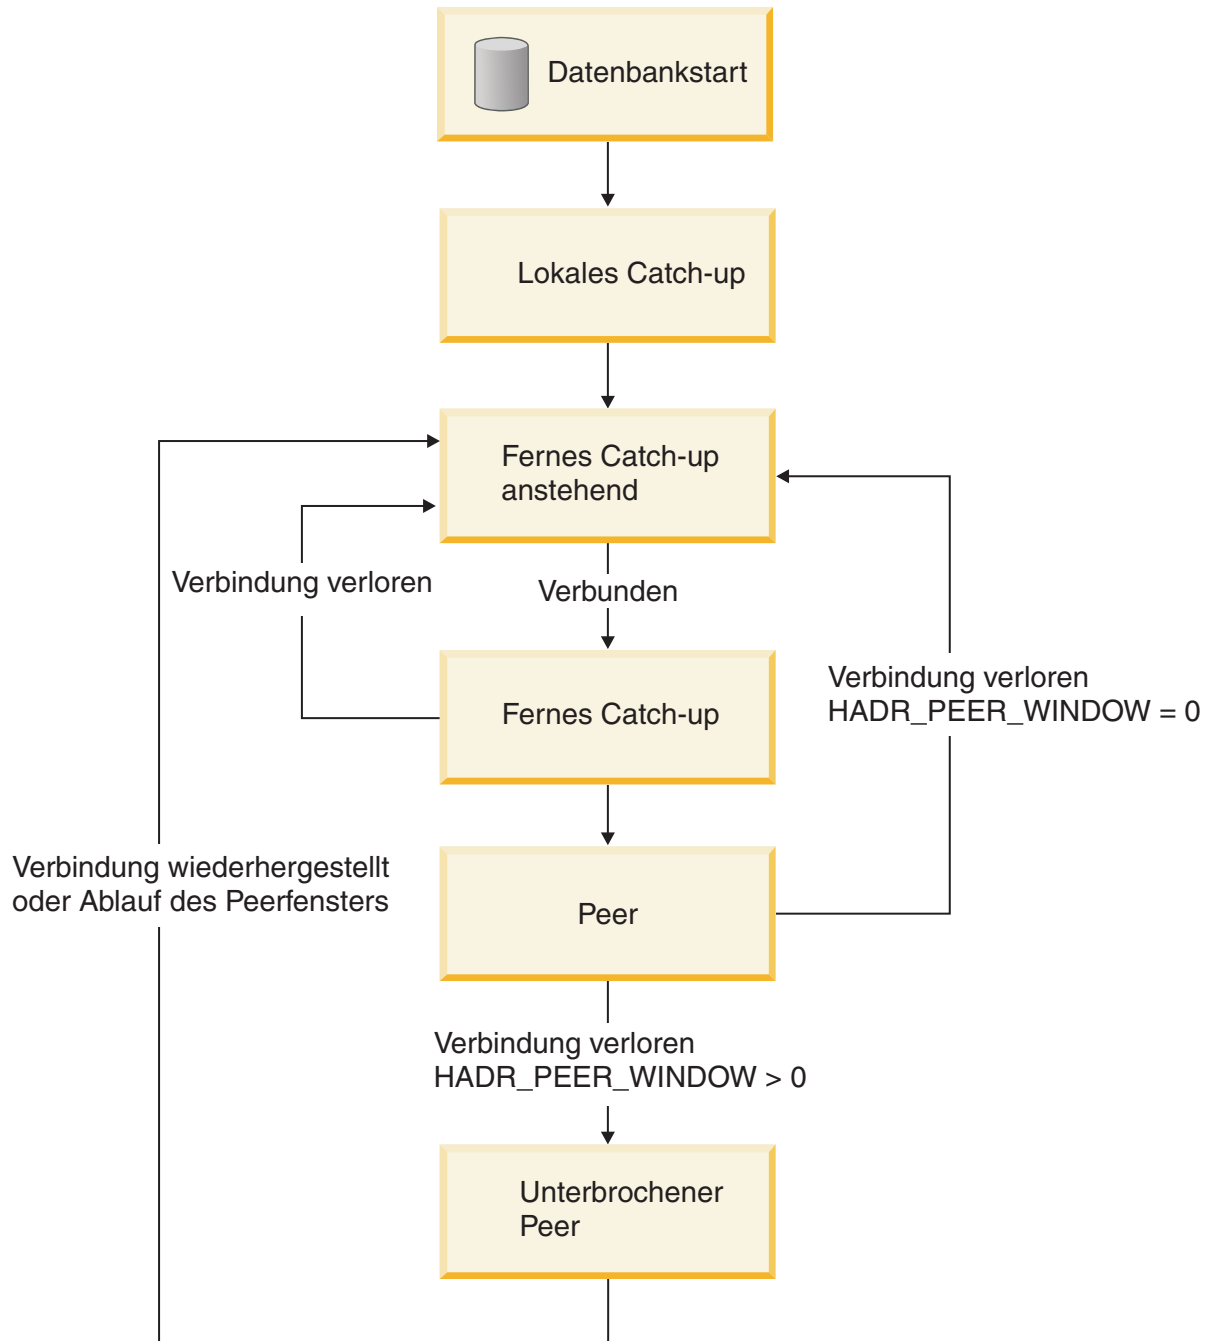 Datenbankstart
Lokales Catch-up
Fernes Catch-up
anstehend
Verbindung verloren
Verbunden
Fernes Catch-up
Verbindung verloren
HADR_PEER_WINDOW = 0
Verbindung wiederhergestellt
oder Ablauf des Peerfensters
Peer
Verbindung verloren
HADR_PEER_WINDOW > 0
Unterbrochener
Peer